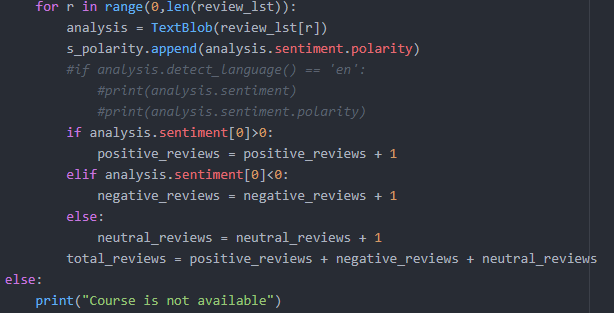 for r in range(0,len(review_lst)):
analysis = TextBlob(review_lst[r])
s_polarity.append(analysis.sentiment.polarity)
#if analysis.detect_language() == 'en':
#print(analysis.sentiment)
#print(analysis.sentiment.polarity)
if analysis.sentiment[0]>0:
positive_reviews = positive_reviews + 1
elif analysis.sentiment[0]<0:
negative_reviews = negative_reviews + 1
else:
neutral_reviews = neutral_reviews + 1
total_reviews = positive_reviews + negative_reviews + neutral_reviews
else:
print("Course is not available")